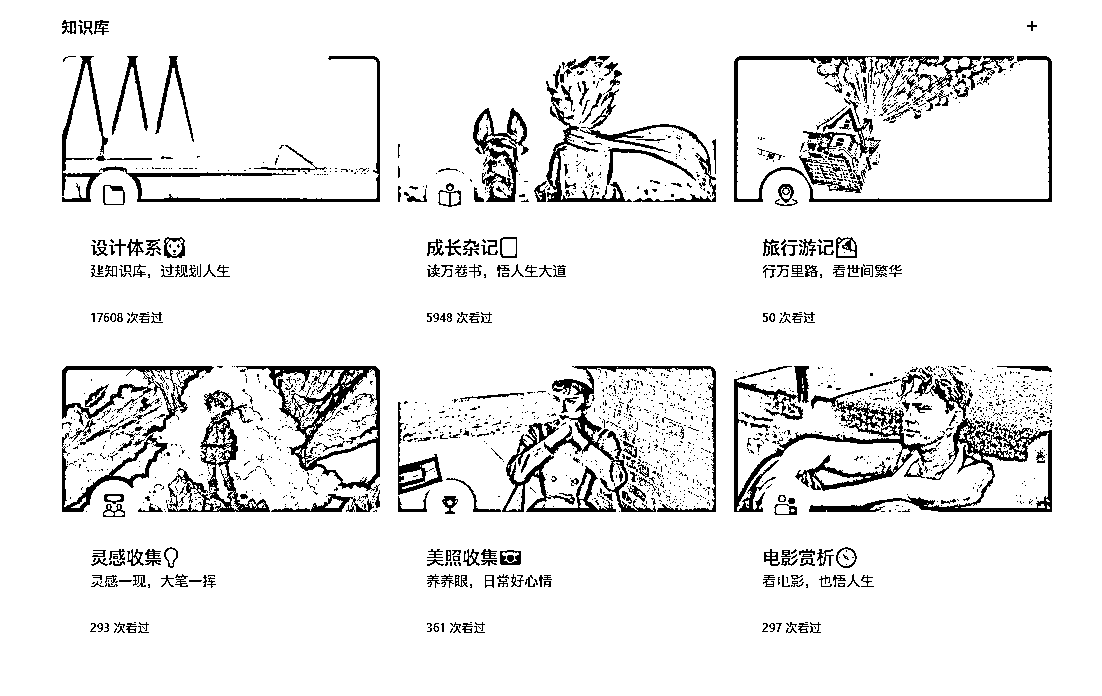 知识库
+
设计体系
建知识库，过规划人生
17608 次看过
成长杂记
读万卷书，悟人生大道
5948 次看过
旅行游记
行万里路，看世间繁华
50 次看过
灵感收集
灵感一现，大笔一挥
293 次看过
美照收集
养养眼，日常好心情
361 次看过
电影赏析
看电影，也悟人生
297 次看过